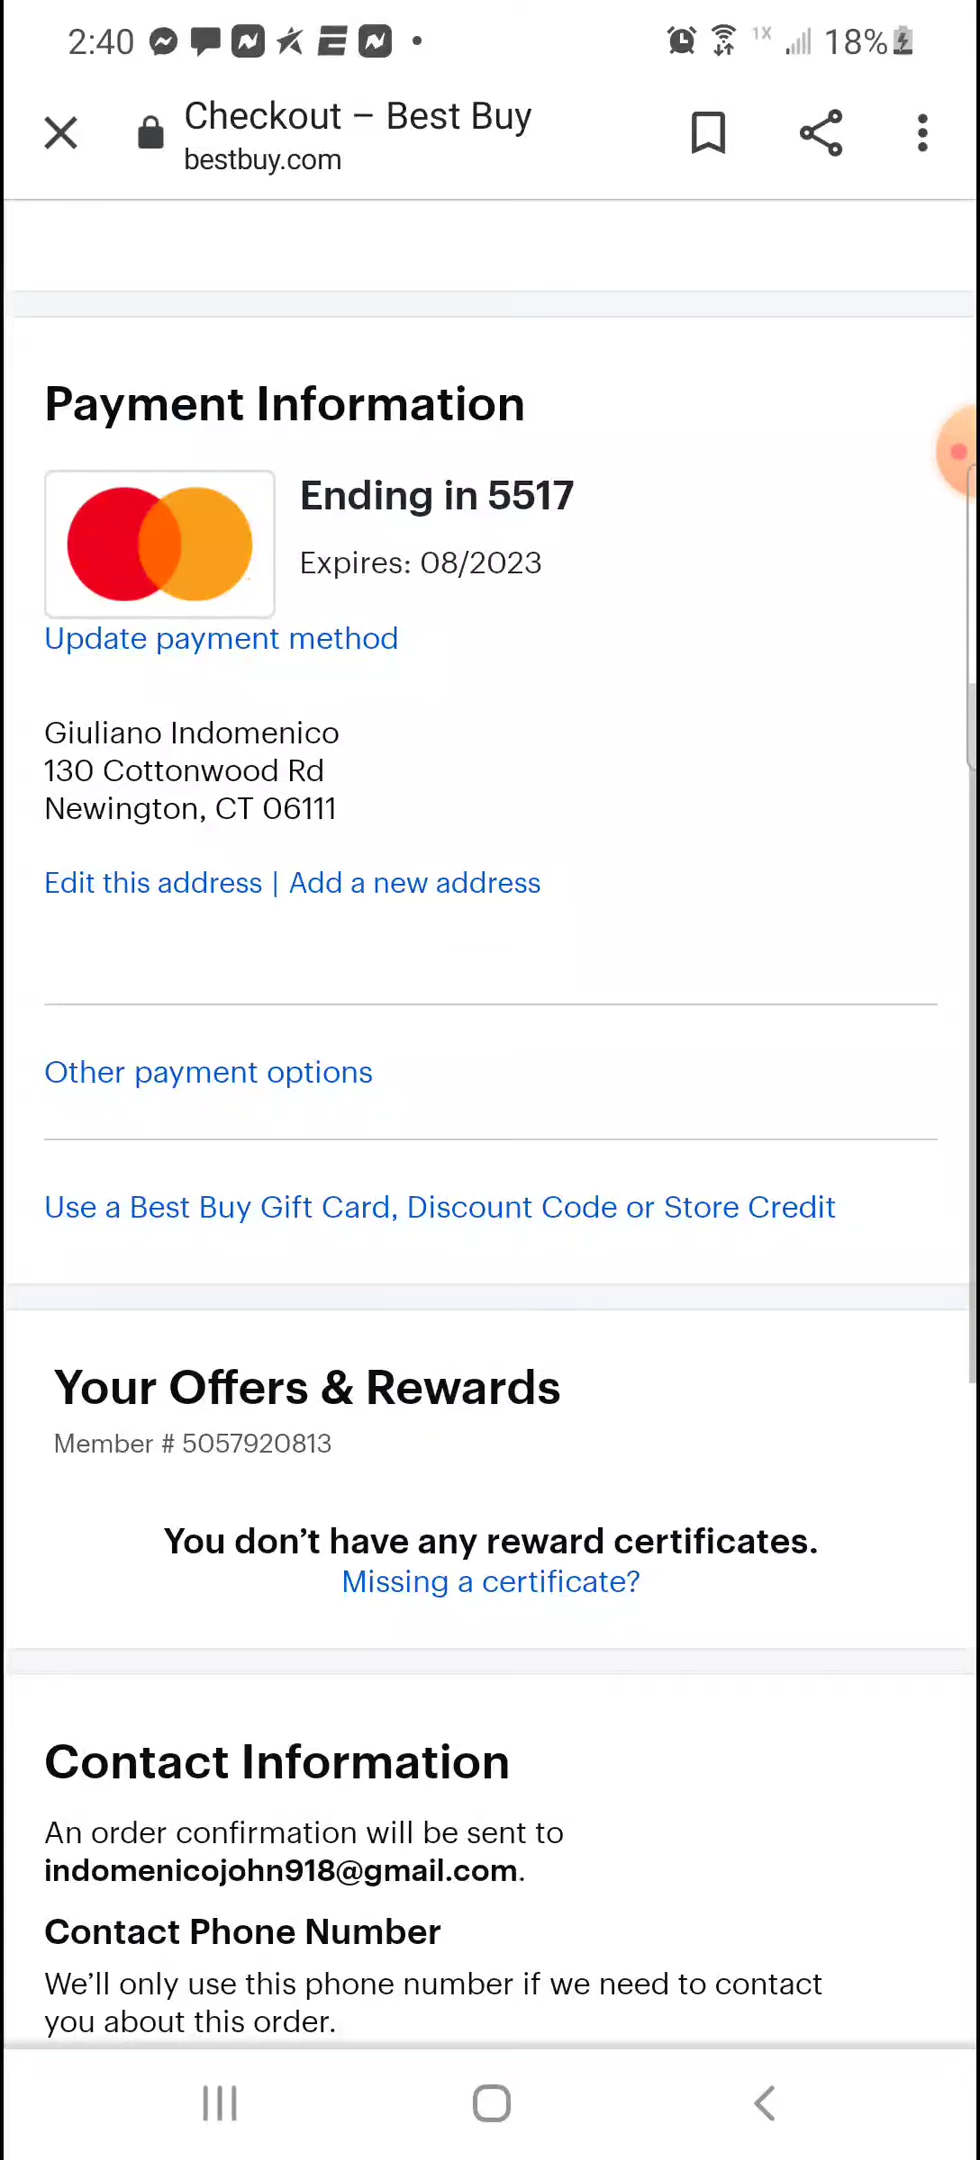 2:40
1X
18%
Checkout – Best Buy
bestbuy.com
Payment Information
Ending in 5517
Expires: 08/2023
Update payment method
Giuliano Indomenico
130 Cottonwood Rd
Newington, CT 06111
Edit this address | Add a new address
Other payment options
Use a Best Buy Gift Card, Discount Code or Store Credit
Your Offers & Rewards
Member # 5057920813
You don’t have any reward certificates.
Missing a certificate?
Contact Information
An order confirmation will be sent to
indomenicojohn918@gmail.com.
Contact Phone Number
We’ll only use this phone number if we need to contact
you about this order.